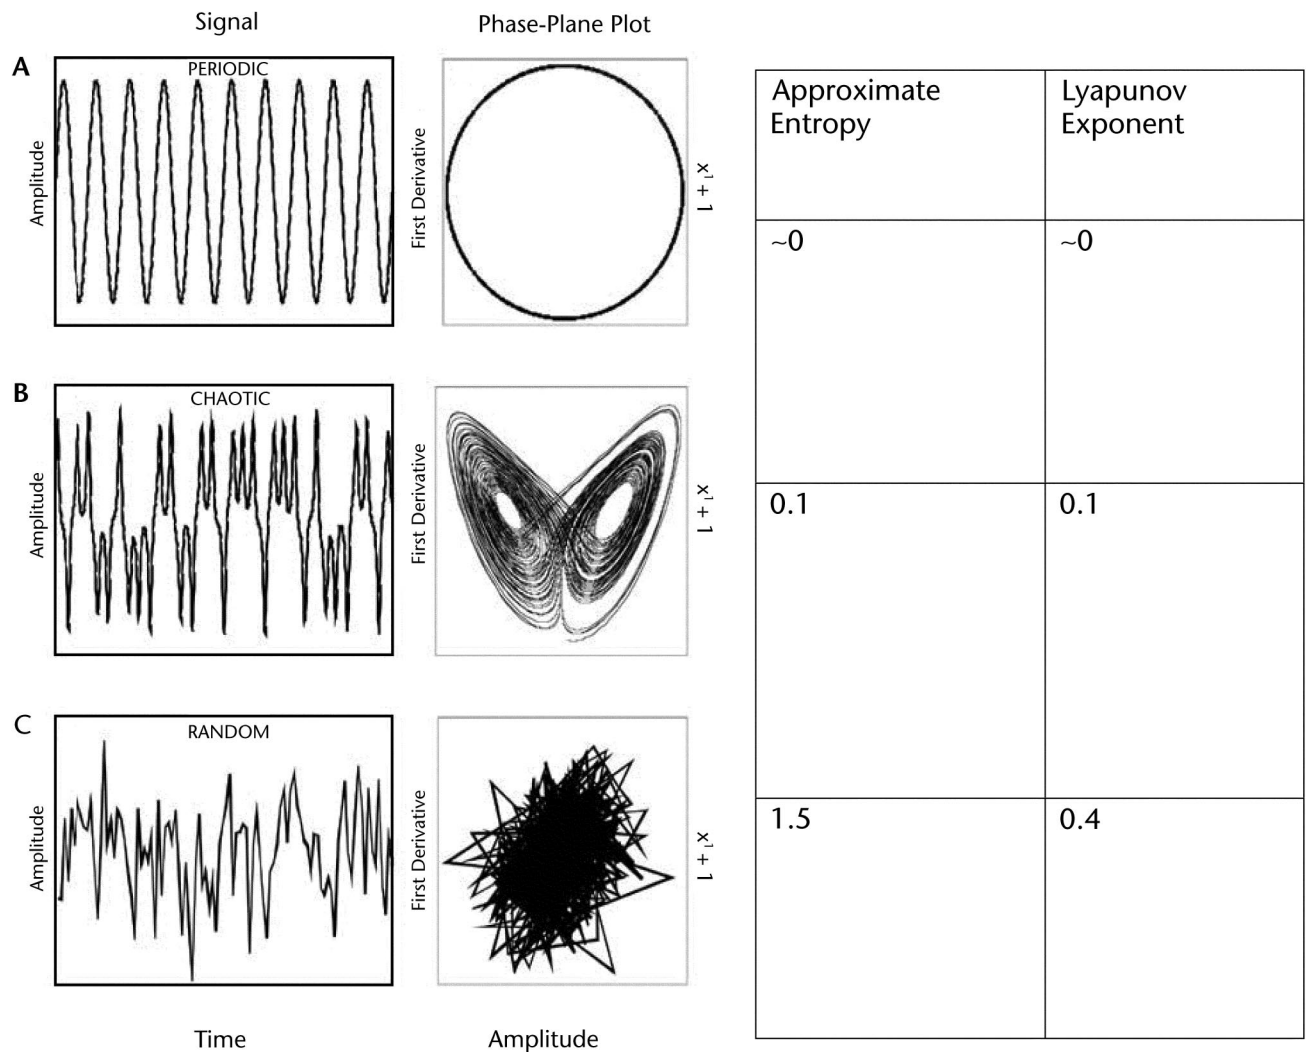 Signal
Phase-Plane Plot
Approximate
Entropy
Lyapunov
Exponent
A
PERIODIC
Amplitude
First Derivative
x¹+1
~0
~0
B
CHAOTIC
Amplitude
First Derivative
x¹+1
0.1
0.1
C
RANDOM
Amplitude
First Derivative
x¹+1
1.5
0.4
Time
Amplitude